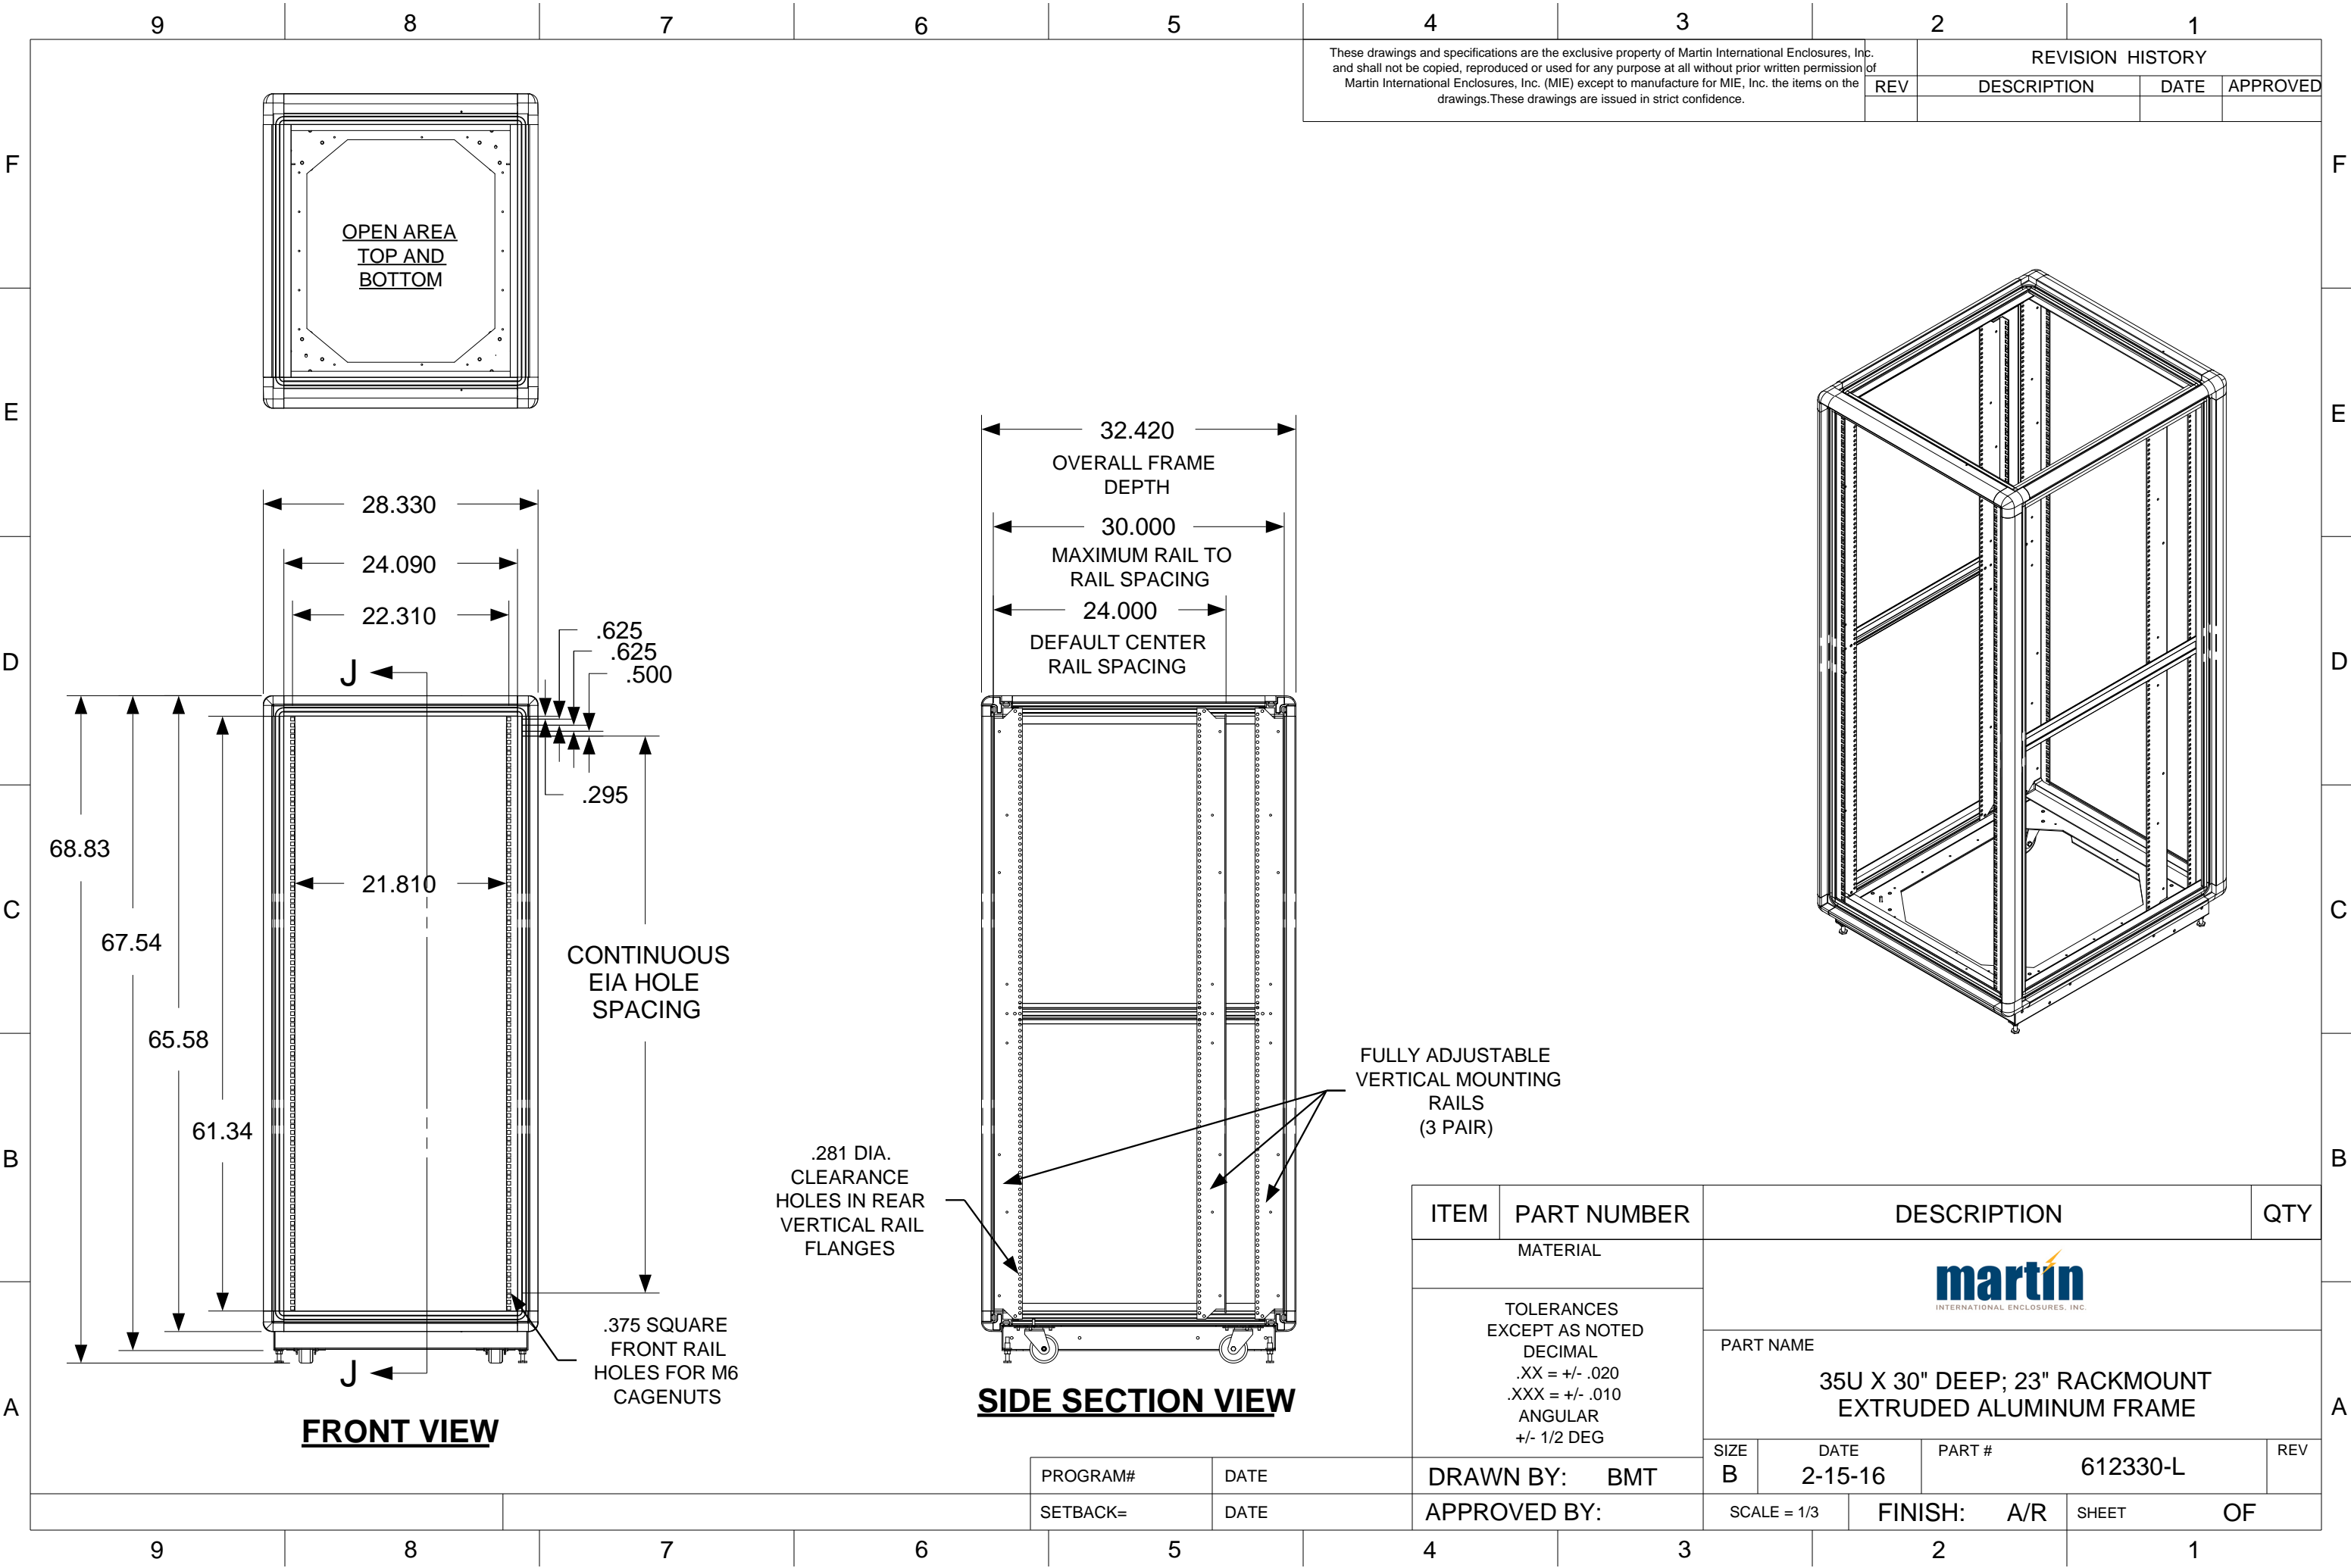 9 8 7 6 5 4 3 2 1
These drawings and specifications are the exclusive property of Martin International Enclosures, Inc.
and shall not be copied, reproduced or used for any purpose at all without prior written permission of
Martin International Enclosures, Inc. (MIE) except to manufacture for MIE, Inc. the items on the
drawings.These drawings are issued in strict confidence.
REVISION HISTORY
REV DESCRIPTION DATE APPROVED
F F
OPEN AREA
TOP AND
BOTTOM
E E
32.420
OVERALL FRAME
DEPTH
30.000
MAXIMUM RAIL TO
RAIL SPACING
24.000
DEFAULT CENTER
RAIL SPACING
28.330
24.090
22.310
.625
.625
.500
.295
D D
J
68.83
67.54
65.58
61.34
21.810
CONTINUOUS
EIA HOLE
SPACING
C C
FULLY ADJUSTABLE
VERTICAL MOUNTING
RAILS
(3 PAIR)
.281 DIA.
CLEARANCE
HOLES IN REAR
VERTICAL RAIL
FLANGES
B B
.375 SQUARE
FRONT RAIL
HOLES FOR M6
CAGENUTS
J
FRONT VIEW
SIDE SECTION VIEW
A A
ITEM PART NUMBER DESCRIPTION QTY
MATERIAL
martin
INTERNATIONAL ENCLOSURES, INC.
TOLERANCES
EXCEPT AS NOTED
DECIMAL
.XX = +/- .020
.XXX = +/- .010
ANGULAR
+/- 1/2 DEG
PART NAME
35U X 30" DEEP; 23" RACKMOUNT
EXTRUDED ALUMINUM FRAME
SIZE DATE PART # REV
B 2-15-16 612330-L
PROGRAM# DATE DRAWN BY: BMT
SETBACK= DATE APPROVED BY: SCALE = 1/3 FINISH: A/R SHEET OF
9 8 7 6 5 4 3 2 1